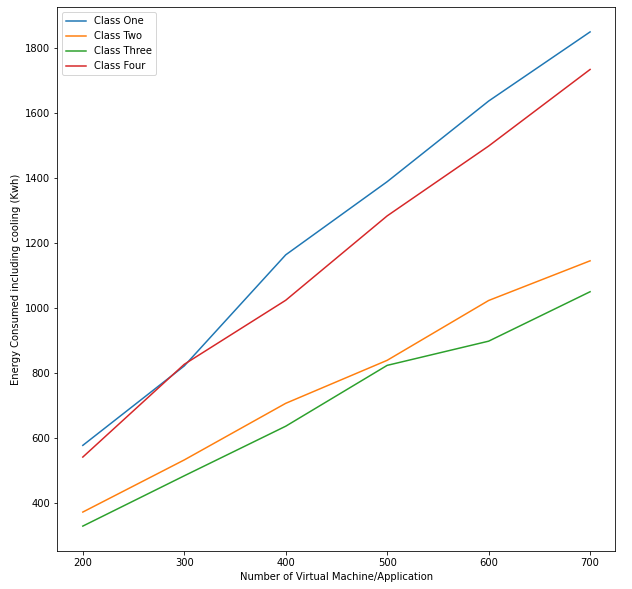 Class One
Class Two
Class Three
Class Four
1800
1600
1400
1200
1000
800
600
400
Energy Consumed including cooling (Kwh)
200 300 400 500 600 700
Number of Virtual Machine/Application